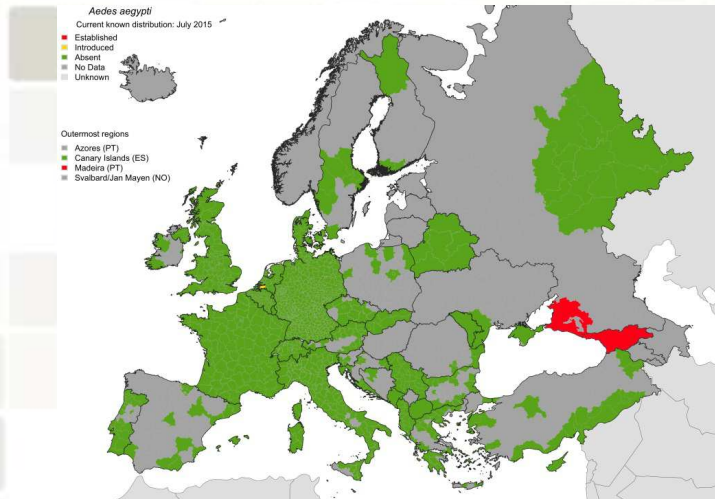 Aedes aegypti
Current known distribution: July 2015
Established
Introduced
Absent
No Data
Unknown
Outermost regions
Azores (PT)
Canary Islands (ES)
Madeira (PT)
Svalbard/Jan Mayen (NO)